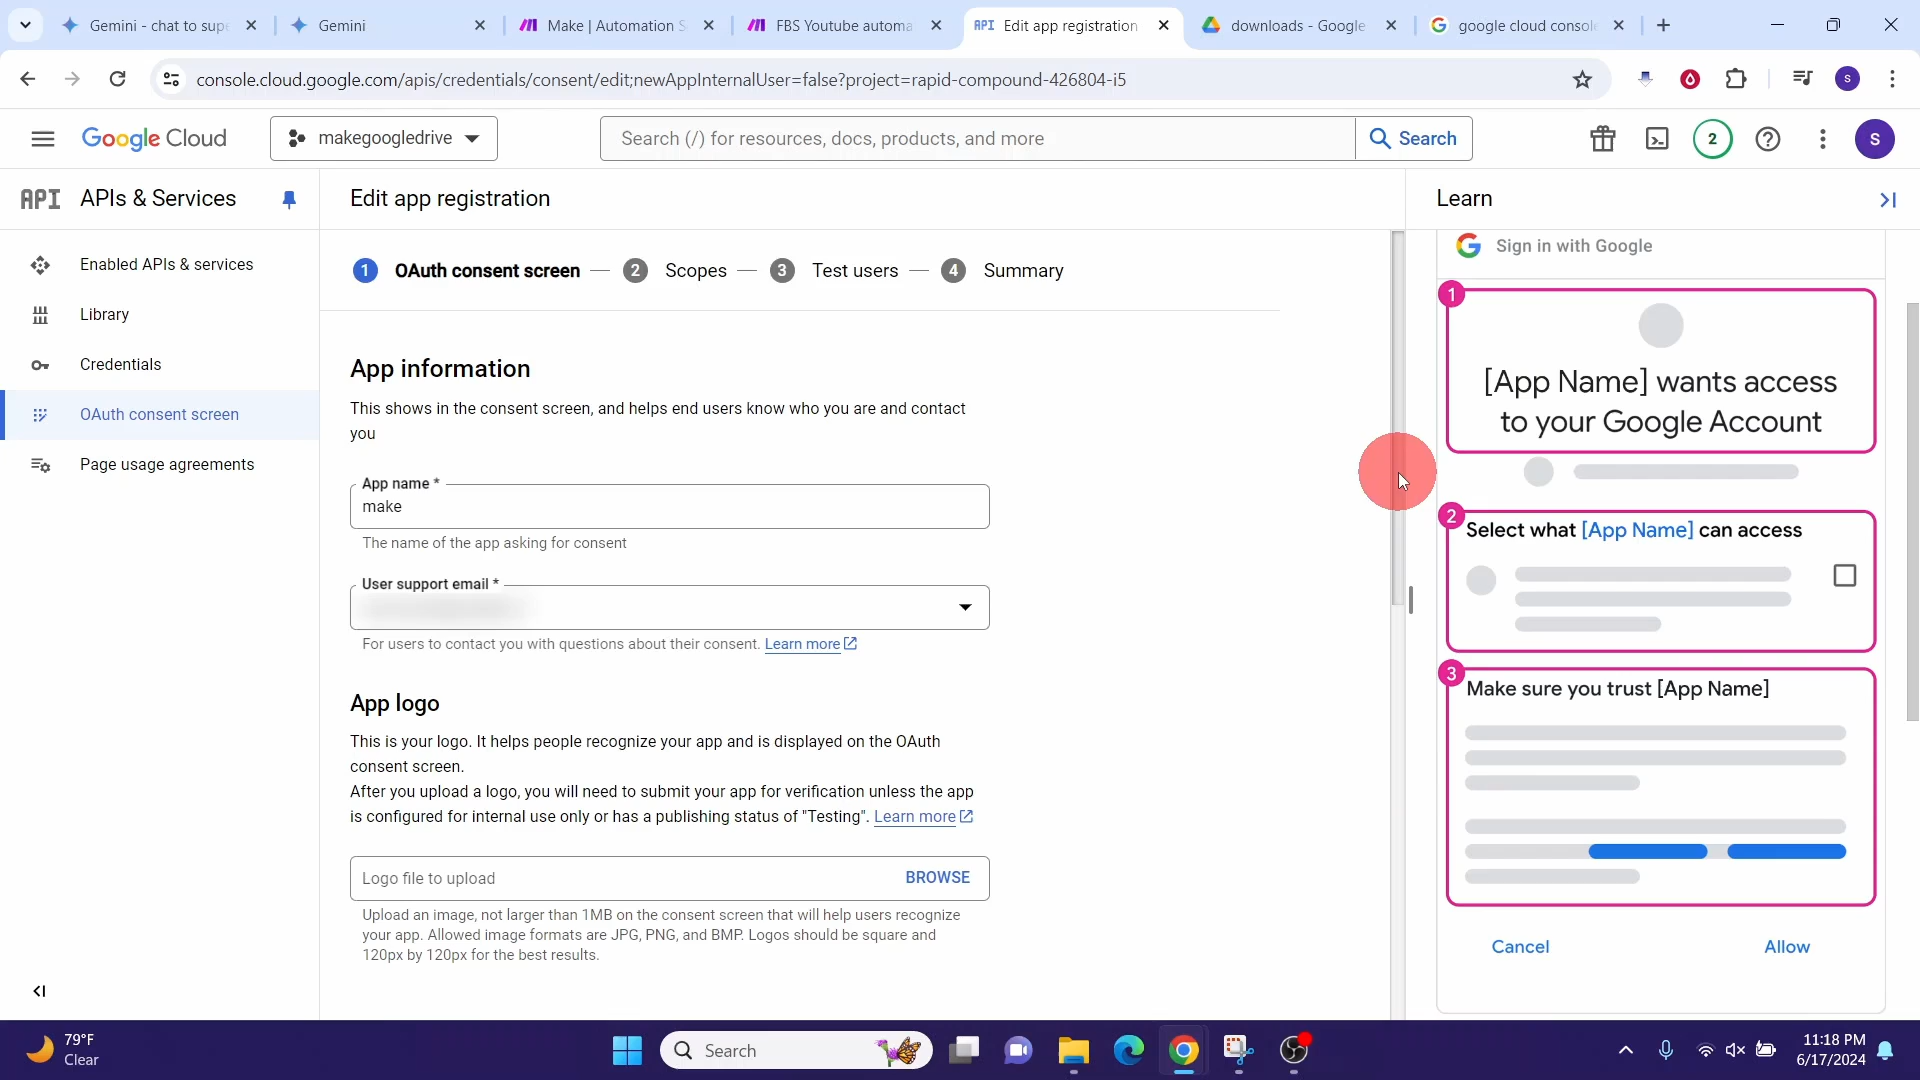 Gemini - chat to supe
Gemini
Make | Automation S
FBS Youtube automa
API Edit app registration
downloads - Google
google cloud consol
console.cloud.google.com/apis/credentials/consent/edit;newAppInternalUser=false?project=rapid-compound-426804-i5
S
Google Cloud
makegoogledrive
Search (/) for resources, docs, products, and more
Search
2
S
API APIs & Services
Edit app registration
Learn
Enabled APIs & services
Library
Credentials
OAuth consent screen
Page usage agreements
1 OAuth consent screen — 2 Scopes — 3 Test users — 4 Summary
App information
This shows in the consent screen, and helps end users know who you are and contact
you
App name *
make
The name of the app asking for consent
User support email *
For users to contact you with questions about their consent. Learn more
App logo
This is your logo. It helps people recognize your app and is displayed on the OAuth
consent screen.
After you upload a logo, you will need to submit your app for verification unless the app
is configured for internal use only or has a publishing status of "Testing". Learn more
Logo file to upload
BROWSE
Upload an image, not larger than 1MB on the consent screen that will help users recognize
your app. Allowed image formats are JPG, PNG, and BMP. Logos should be square and
120px by 120px for the best results.
Sign in with Google
1
[App Name] wants access
to your Google Account
2
Select what [App Name] can access
3
Make sure you trust [App Name]
Cancel
Allow
79°F
Clear
Search
11:18 PM
6/17/2024